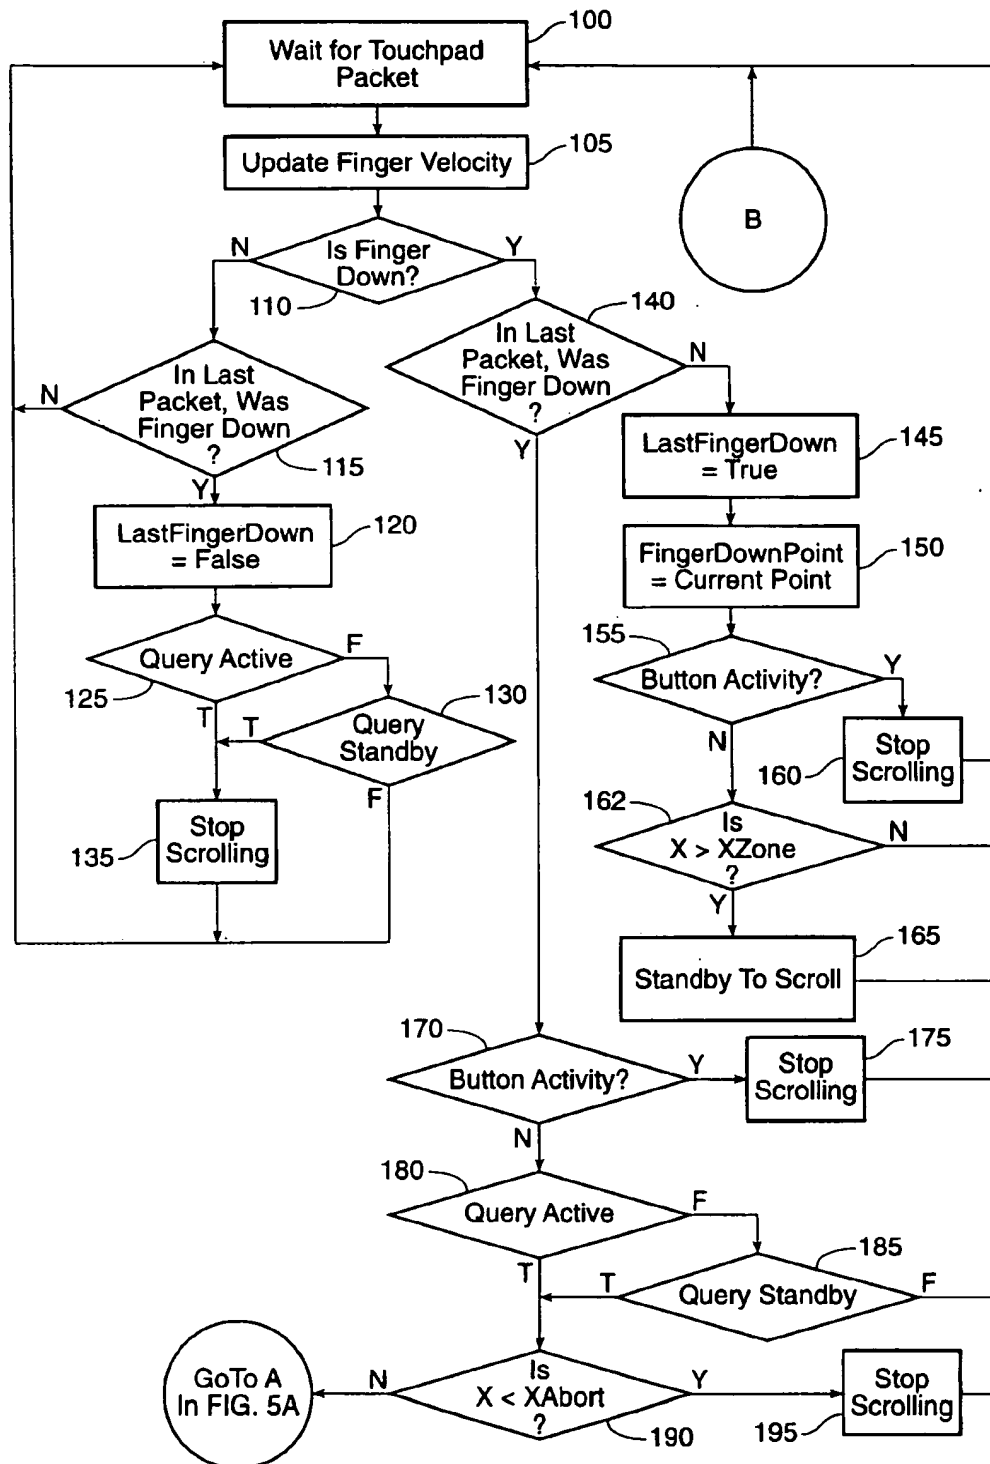 100
Wait for Touchpad
Packet
105
Update Finger Velocity
B
N
Is Finger
Down?
Y
110
140
In Last
Packet, Was
Finger Down
?
N
Y
N
In Last
Packet, Was
Finger Down
?
115
Y
LastFingerDown
= True
145
LastFingerDown
= False
120
FingerDownPoint
= Current Point
150
Query Active
F
125
T
130
Query
Standby
T
F
155
Button Activity?
Y
N
Stop
Scrolling
160
Stop
Scrolling
135
162
Is
X > XZone
?
N
Y
165
Standby To Scroll
170
Button Activity?
Y
N
175
Stop
Scrolling
180
Query Active
F
T
185
Query Standby
T
F
GoTo A
In FIG. 5A
N
Is
X < XAbort
?
Y
190
Stop
Scrolling
195